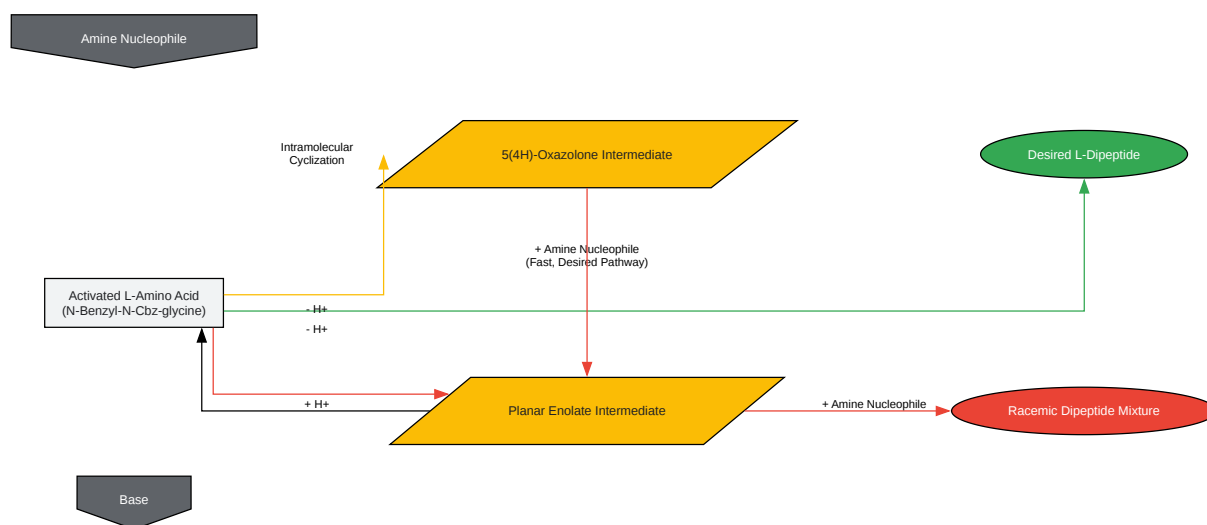 Amine Nucleophile
Intramolecular
Cyclization
5(4H)-Oxazolone Intermediate
Desired L-Dipeptide
+ Amine Nucleophile
(Fast, Desired Pathway)
Activated L-Amino Acid
(N-Benzyl-N-Cbz-glycine)
- H+
- H+
+ H+
Planar Enolate Intermediate
+ Amine Nucleophile
Racemic Dipeptide Mixture
Base